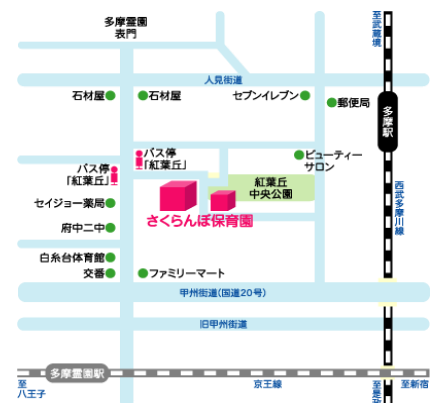 多摩霊園
表門
至武蔵境
人見街道
石材屋
石材屋
セブンイレブン
郵便局
多摩駅
バス停
「紅葉丘」
バス停
「紅葉丘」
ビューティー
サロン
紅葉丘
中央公園
セイジョー薬局
さくらんぼ保育園
府中二中
西武多摩川線
白糸台体育館
交番
ファミリーマート
甲州街道(国道20号)
旧甲州街道
多摩霊園駅
至
八王子
京王線
至新宿